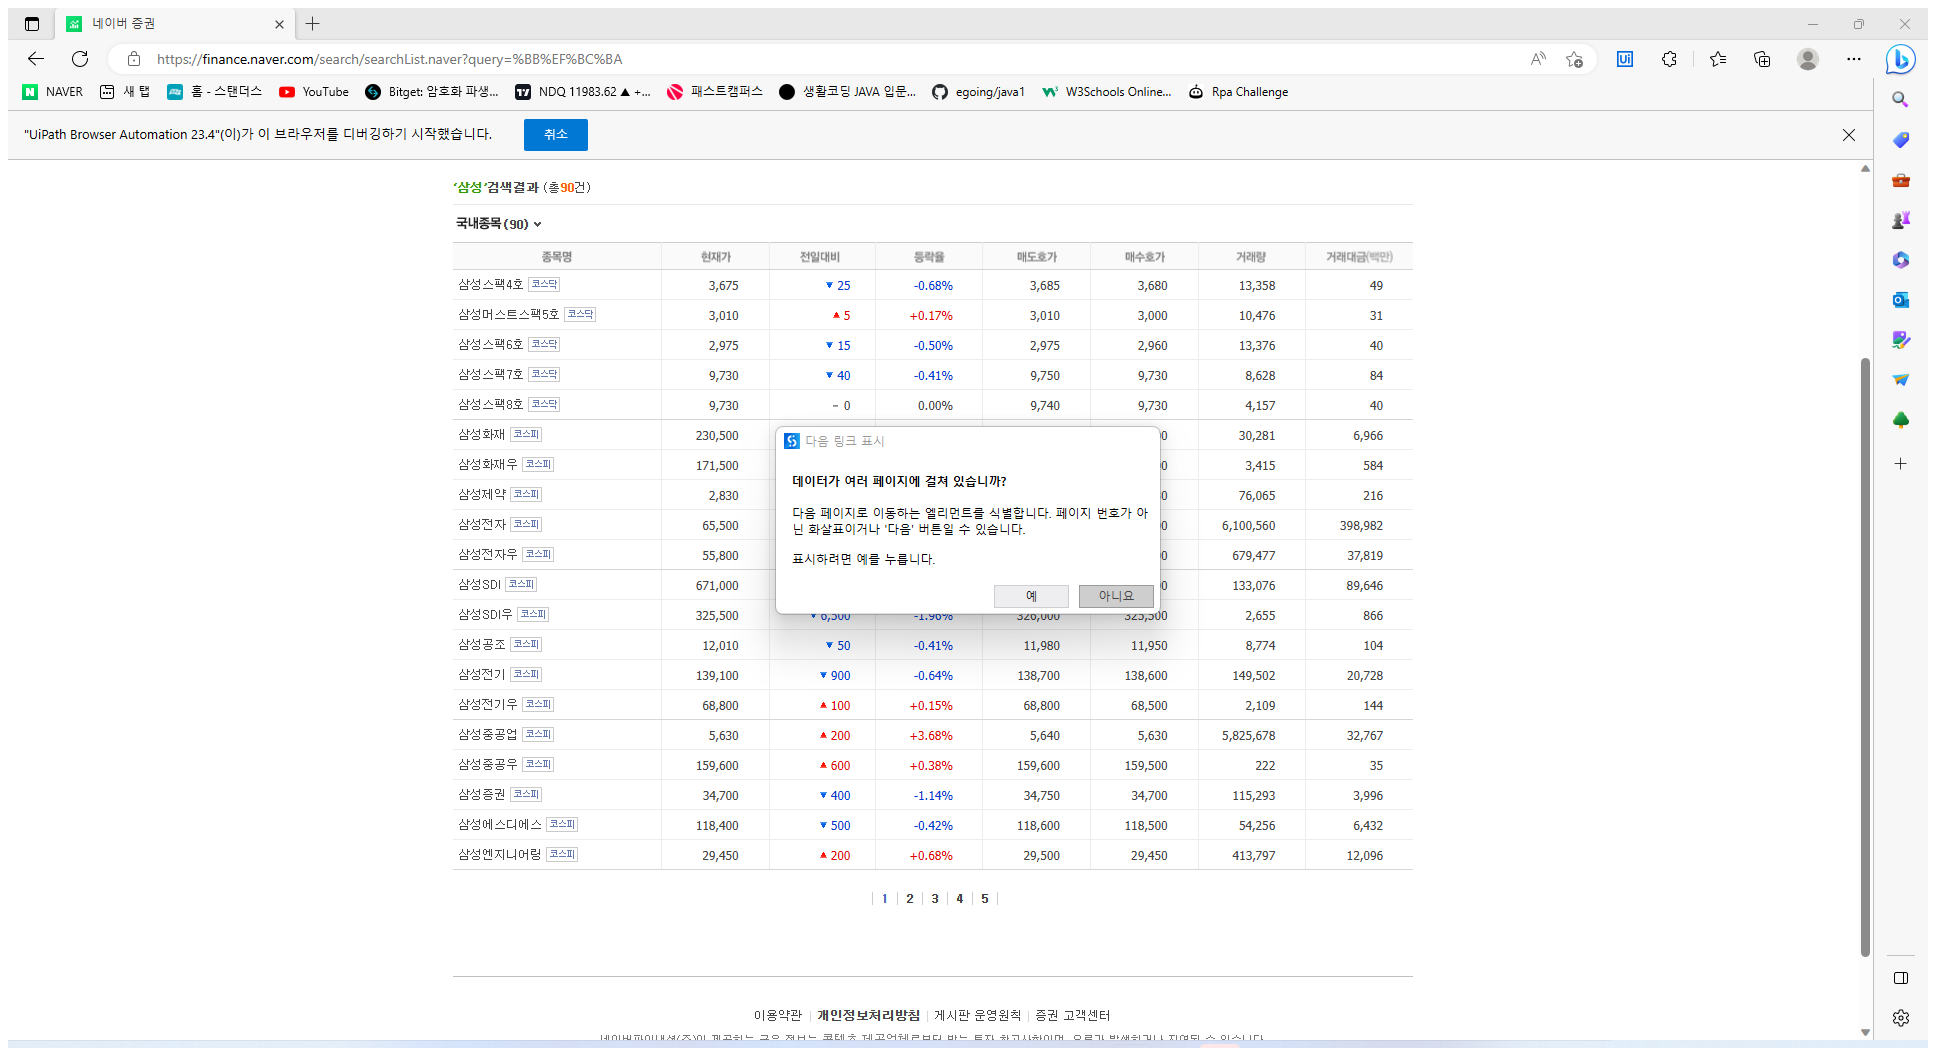 네이버 증권
https://finance.naver.com/search/searchList.naver?query=%BB%EF%BC%BA
NAVER 새 탭 홈 - 스탠더스 YouTube Bitget: 암호화 파생... NDQ 11983.62 ▲ +... 패스트캠퍼스 생활코딩 JAVA 입문... egoing/java1 W3Schools Online... Rpa Challenge
"UiPath Browser Automation 23.4"(이)가 이 브라우저를 디버깅하기 시작했습니다. 취소
'삼성'검색결과 (총90건)
국내종목(90)
종목명 현재가 전일대비 등락율 매도호가 매수호가 거래량 거래대금(백만)
삼성스팩4호 코스닥 3,675 ▼ 25 -0.68% 3,685 3,680 13,358 49
삼성머스트스팩5호 코스닥 3,010 ▲ 5 +0.17% 3,010 3,000 10,476 31
삼성스팩6호 코스닥 2,975 ▼ 15 -0.50% 2,975 2,960 13,376 40
삼성스팩7호 코스닥 9,730 ▼ 40 -0.41% 9,750 9,730 8,628 84
삼성스팩8호 코스닥 9,730 - 0 0.00% 9,740 9,730 4,157 40
삼성화재 코스피 230,500 30,281 6,966
삼성화재우 코스피 171,500 3,415 584
삼성제약 코스피 2,830 76,065 216
삼성전자 코스피 65,500 6,100,560 398,982
삼성전자우 코스피 55,800 679,477 37,819
삼성SDI 코스피 671,000 133,076 89,646
삼성SDI우 코스피 325,500 ▼ 6,500 -1.96% 326,000 325,500 2,655 866
삼성공조 코스피 12,010 ▼ 50 -0.41% 11,980 11,950 8,774 104
삼성전기 코스피 139,100 ▼ 900 -0.64% 138,700 138,600 149,502 20,728
삼성전기우 코스피 68,800 ▲ 100 +0.15% 68,800 68,500 2,109 144
삼성중공업 코스피 5,630 ▲ 200 +3.68% 5,640 5,630 5,825,678 32,767
삼성중공우 코스피 159,600 ▲ 600 +0.38% 159,600 159,500 222 35
삼성증권 코스피 34,700 ▼ 400 -1.14% 34,750 34,700 115,293 3,996
삼성에스디에스 코스피 118,400 ▼ 500 -0.42% 118,600 118,500 54,256 6,432
삼성엔지니어링 코스피 29,450 ▲ 200 +0.68% 29,500 29,450 413,797 12,096
다음 링크 표시
데이터가 여러 페이지에 걸쳐 있습니까?
다음 페이지로 이동하는 엘리먼트를 식별합니다. 페이지 번호가 아
닌 화살표이거나 '다음' 버튼일 수 있습니다.
표시하려면 예를 누릅니다.
예 아니요
1 2 3 4 5
이용약관 개인정보처리방침 게시판 운영원칙 증권 고객센터